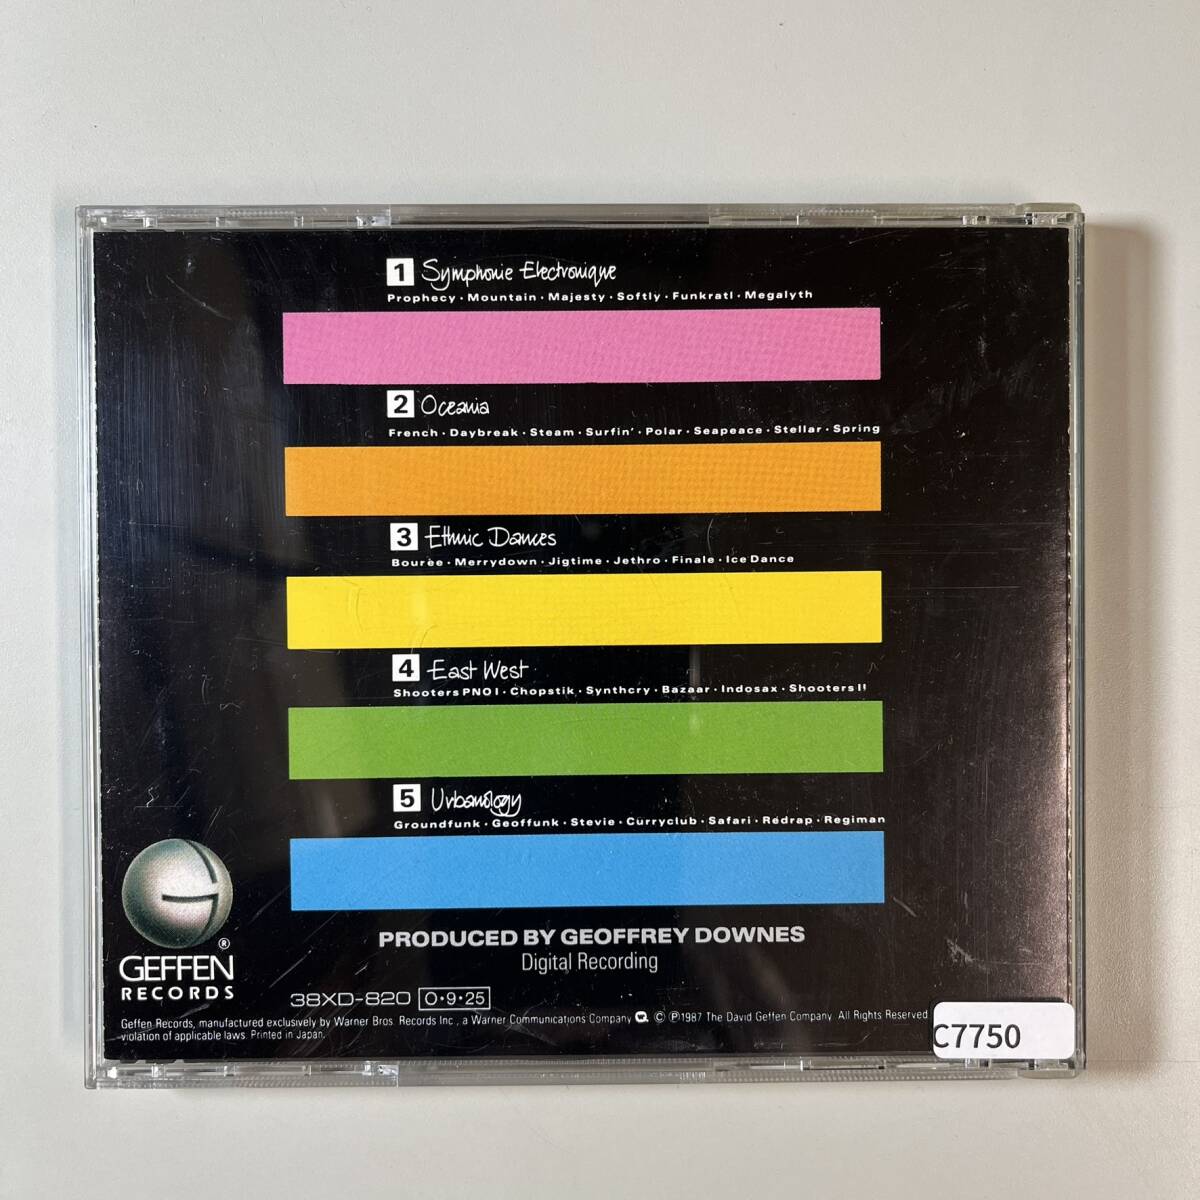 1 Symphonie Electronique
Prophecy · Mountain · Majesty · Softly · Funkratl · Megalyth
2 Oceania
French · Daybreak · Steam · Surfin' · Polar · Seapeace · Stellar · Spring
3 Ethnic Dances
Bourèe · Merrydown · Jigtime · Jethro · Finale · Ice Dance
4 East West
Shooters PNO I · Chopstik · Synthcry · Bazaar · Indosax · Shooters I!
5 Urbanology
Groundfunk · Geoffunk · Stevie · Curryclub · Safari · Redrap · Regiman
PRODUCED BY GEOFFREY DOWNES
Digital Recording
®
GEFFEN
RECORDS
38XD-820 O·9·25
Geffen Records, manufactured exclusively by Warner Bros. Records Inc., a Warner Communications Company © ℗ 1987 The David Geffen Company. All Rights Reserved.
violation of applicable laws. Printed in Japan.
C7750